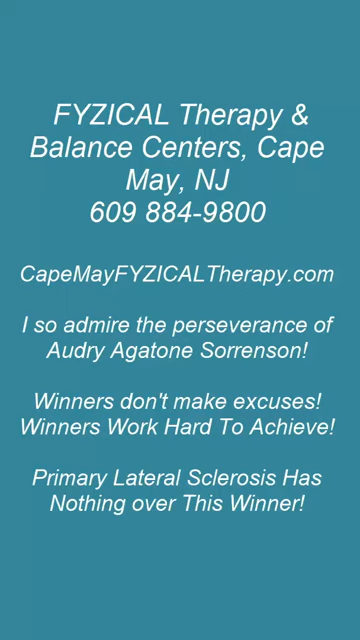 FYZICAL Therapy &
Balance Centers, Cape
May, NJ
609 884-9800
CapeMayFYZICALTherapy.com
I so admire the perseverance of
Audry Agatone Sorrenson!
Winners don't make excuses!
Winners Work Hard To Achieve!
Primary Lateral Sclerosis Has
Nothing over This Winner!